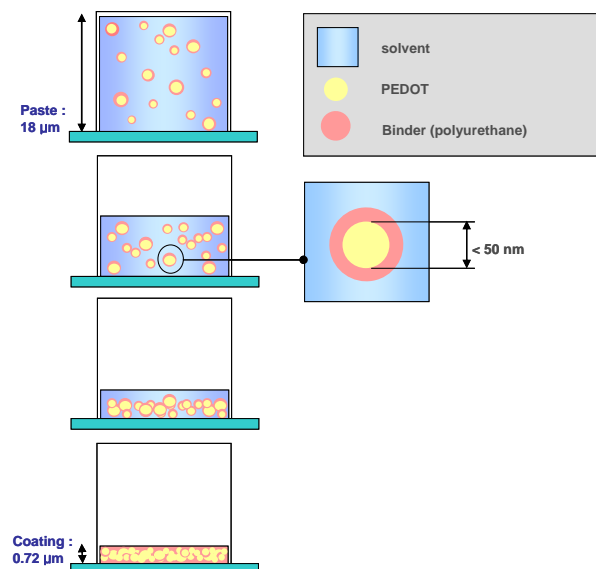 solvent
PEDOT
Binder (polyurethane)
Paste :
18 µm
< 50 nm
Coating :
0.72 µm